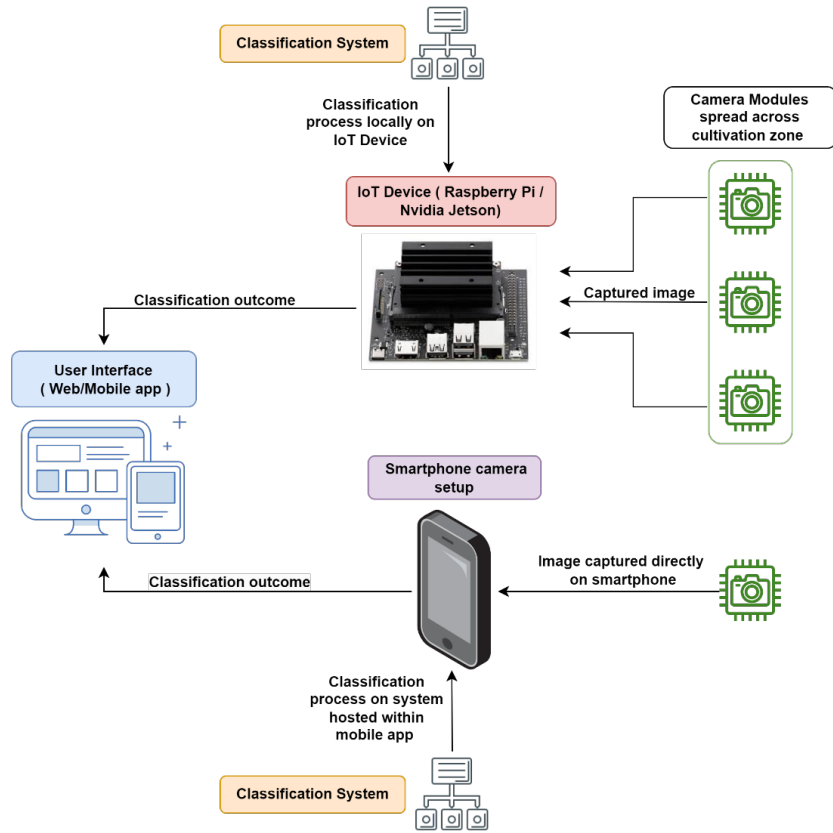 Classification System
Classification
process locally on
IoT Device
Camera Modules
spread across
cultivation zone
IoT Device ( Raspberry Pi /
Nvidia Jetson)
Classification outcome
Captured image
User Interface
( Web/Mobile app )
Smartphone camera
setup
Image captured directly
on smartphone
Classification outcome
Classification
process on system
hosted within
mobile app
Classification System